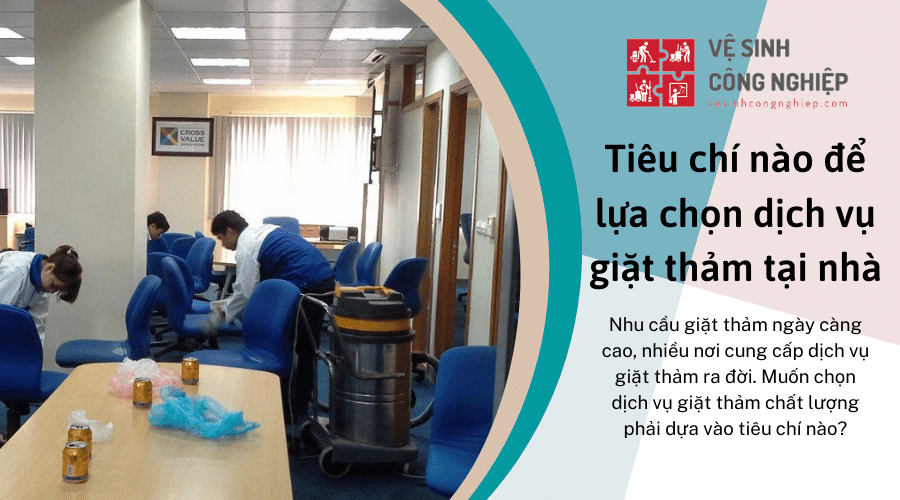 CROSS
VALUE
VỆ SINH
CÔNG NGHIỆP
vesinhcongnghiep.com
Tiêu chí nào để
lựa chọn dịch vụ
giặt thảm tại nhà
Nhu cầu giặt thảm ngày càng
cao, nhiều nơi cung cấp dịch vụ
giặt thảm ra đời. Muốn chọn
dịch vụ giặt thảm chất lượng
phải dựa vào tiêu chí nào?